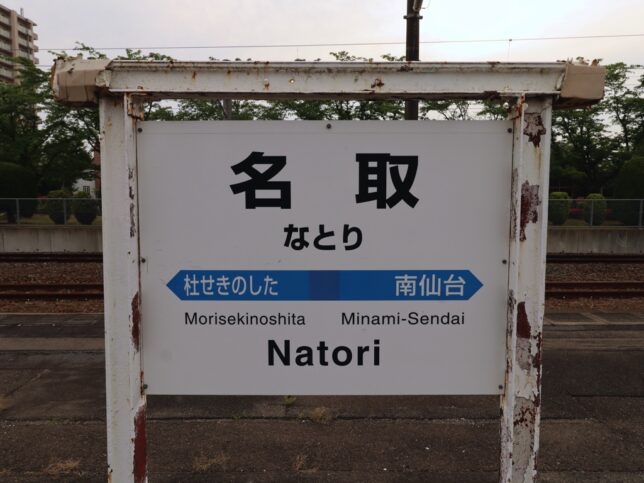 名取
なとり
杜せきのした 南仙台
Morisekinoshita Minami-Sendai
Natori